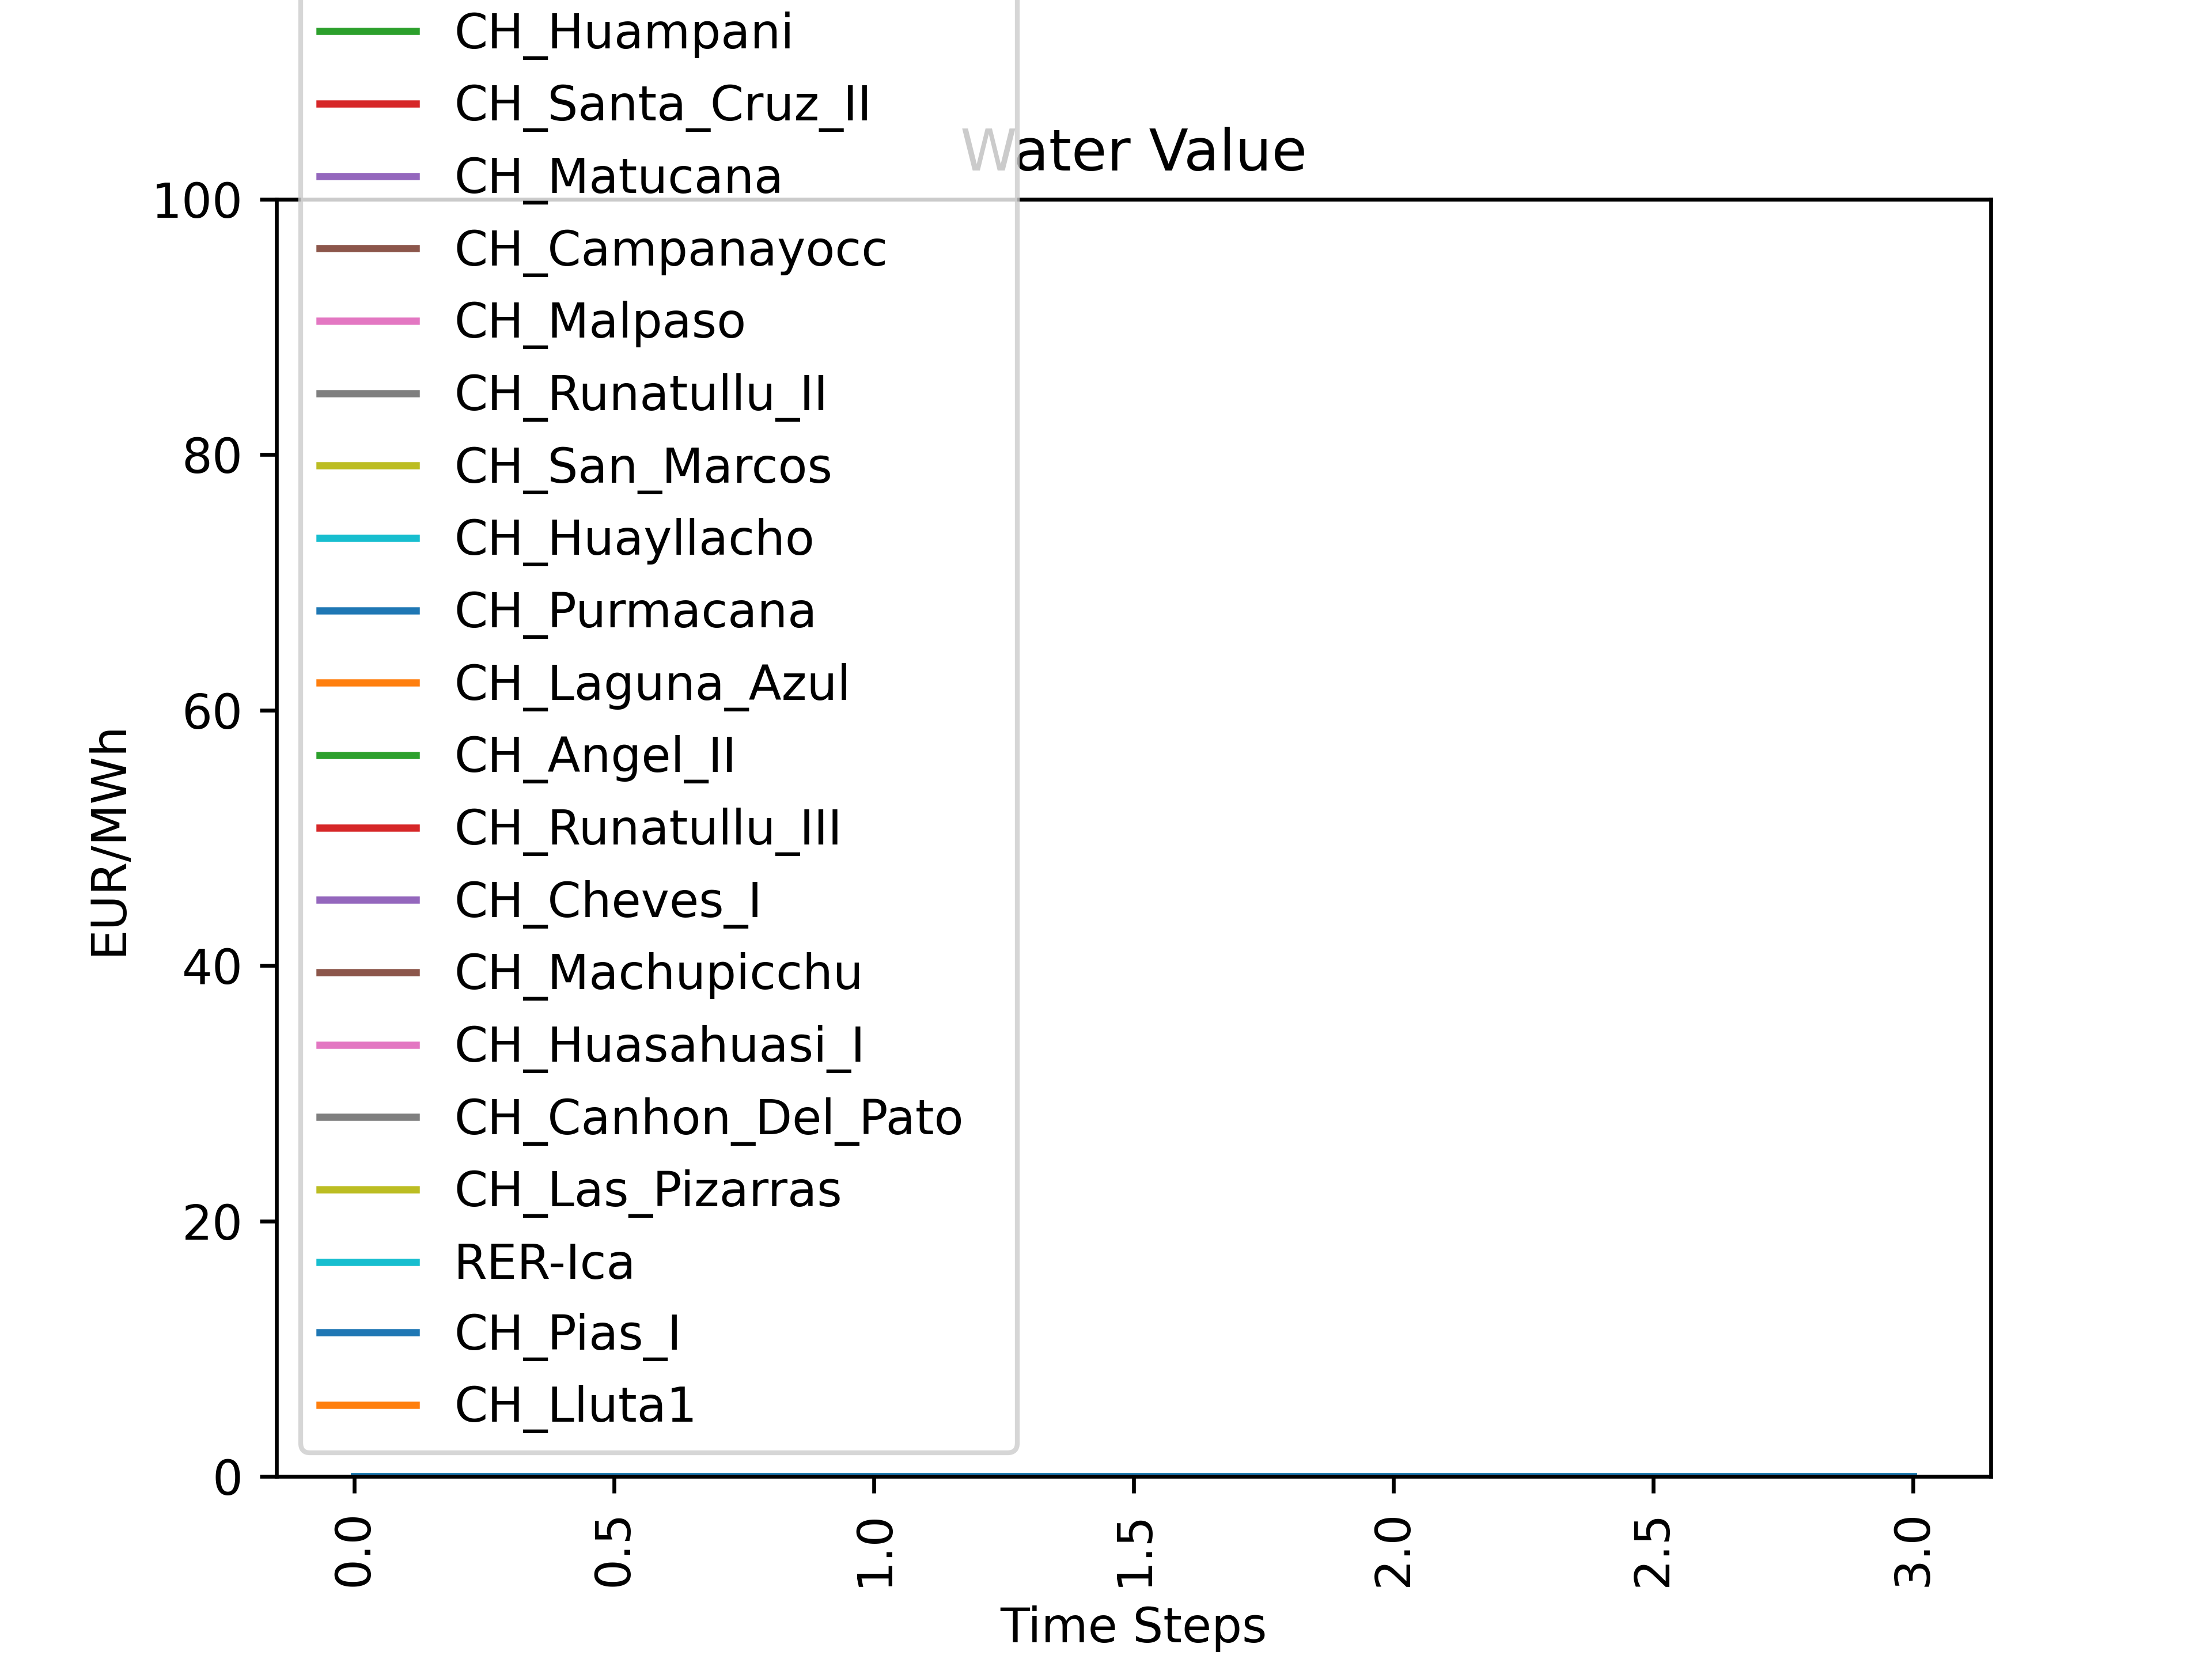 CH_Huampani
CH_Santa_Cruz_II
Water Value
CH_Matucana
100
CH_Campanayocc
CH_Malpaso
CH_Runatullu_II
80
CH_San_Marcos
CH_Huayllacho
CH_Purmacana
CH_Laguna_Azul
60
CH_Angel_II
CH_Runatullu_III
EUR/MWh
CH_Cheves_I
40
CH_Machupicchu
CH_Huasahuasi_I
CH_Canhon_Del_Pato
CH_Las_Pizarras
20
RER-Ica
CH_Pias_I
CH_Lluta1
0
0.0 0.5 1.0 1.5 2.0 2.5 3.0
Time Steps